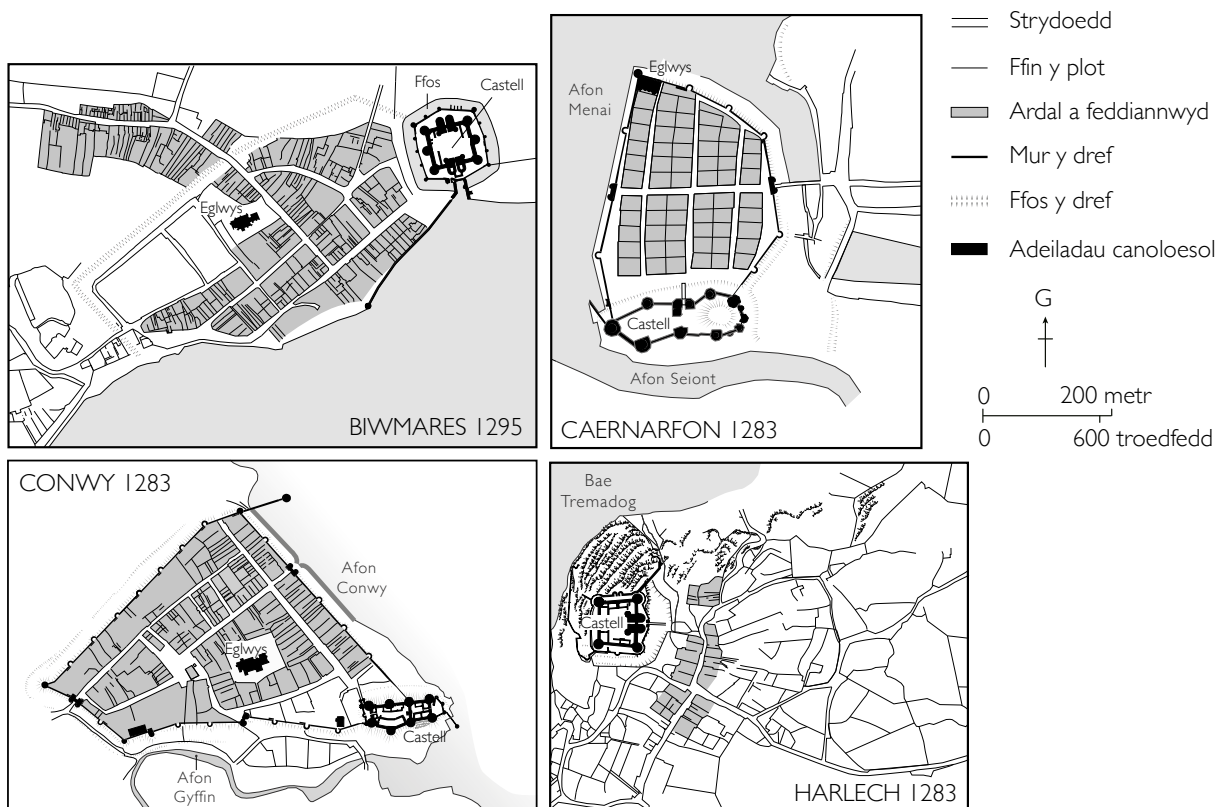 Ffos
Castell
Eglwys
BIWMARES 1295
Afon
Menai
Eglwys
Castell
Afon Seiont
CAERNARFON 1283
Strydoedd
Ffin y plot
Ardal a feddiannwyd
Mur y dref
Ffos y dref
Adeiladau canoloesol
G
0 200 metr
0 600 troedfedd
CONWY 1283
Afon
Conwy
Eglwys
Castell
Afon
Gyffin
Bae
Tremadog
Castell
HARLECH 1283